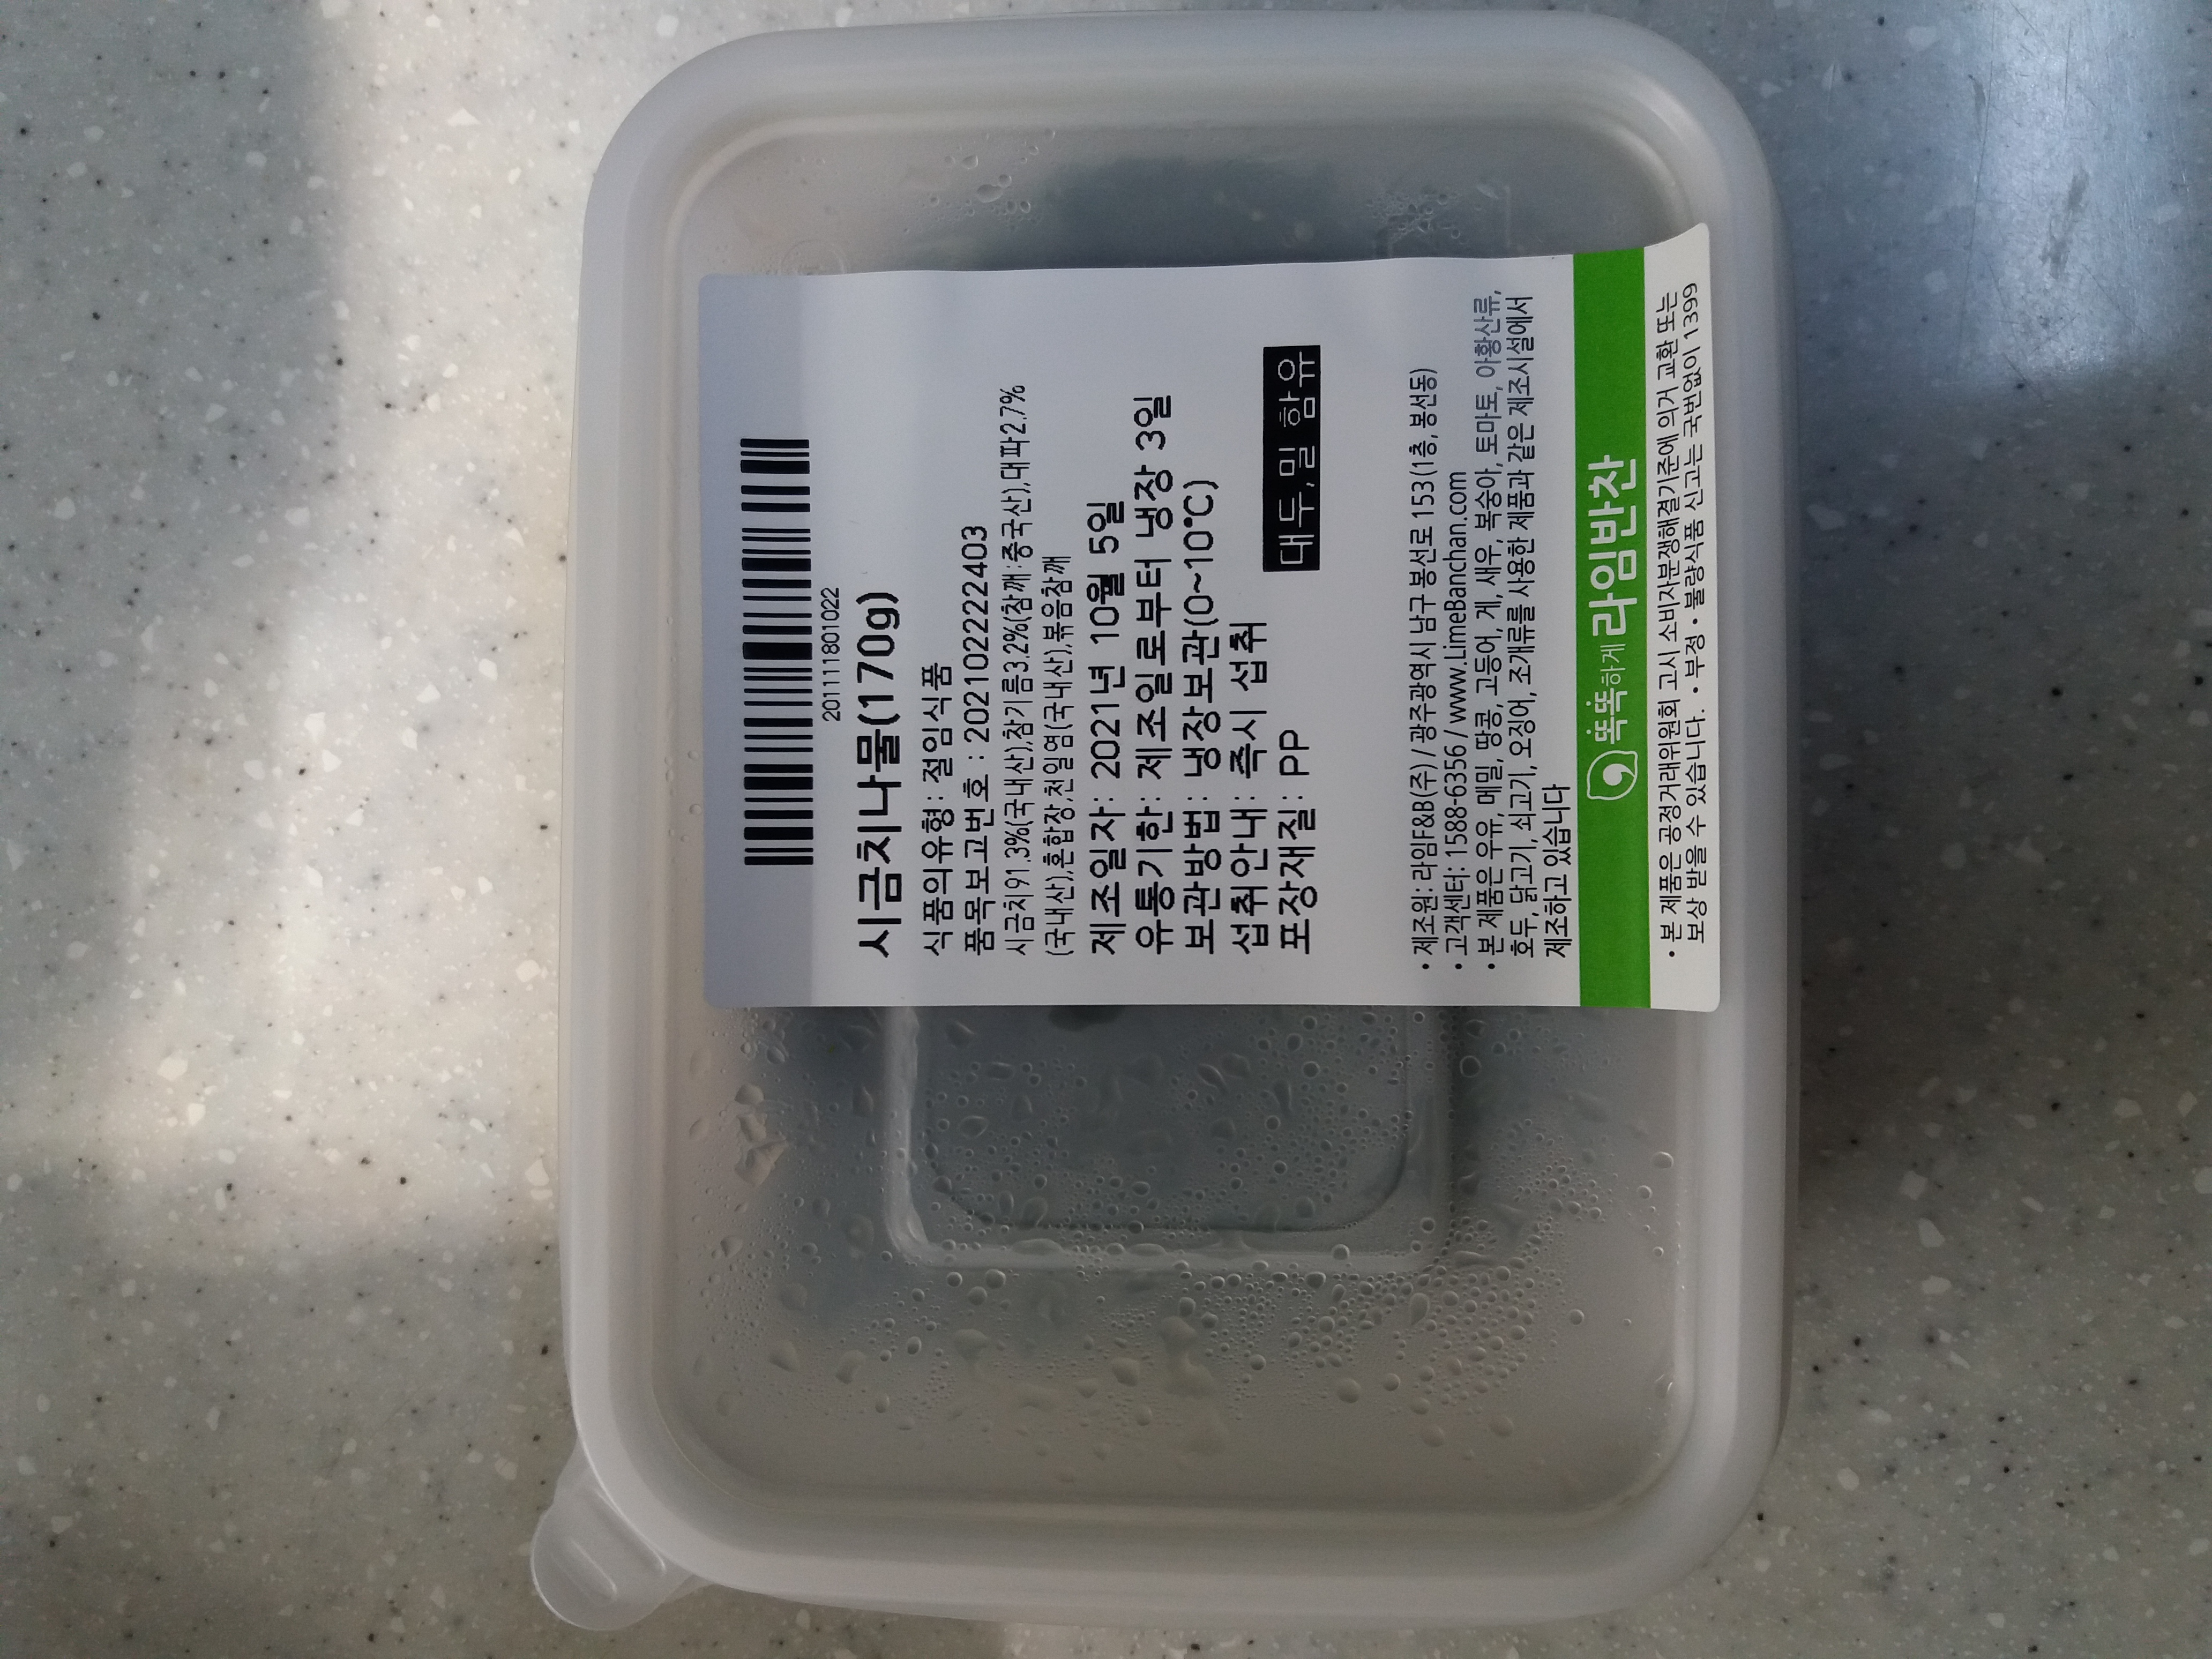 2011118010​22
시금치나물(170g)
식품의유형: 절임식품
품목보고번호 : 2021022222403
시금치91.3%(국내산),참기름3.2%(참깨:중국산),대파2.7%
(국내산),혼합장,천일염(국내산),볶음참깨
제조일자: 2021년 10월 5일
유통기한: 제조일로부터 냉장 3일
보관방법: 냉장보관(0~10℃)
섭취안내: 즉시 섭취
포장재질: PP
대두,밀 함유
• 제조원: 라임F&B(주) / 광주광역시 남구 봉선로 153(1층, 봉선동)
• 고객센터: 1588-6356 / www.LimeBanchan.com
• 본 제품은 우유, 메밀, 땅콩, 고등어, 게, 새우, 복숭아, 토마토, 아황산류,
호두, 닭고기, 쇠고기, 오징어, 조개류를 사용한 제품과 같은 제조시설에서
제조하고 있습니다
똑똑하게 라임반찬
• 본 제품은 공정거래위원회 고시 소비자분쟁해결기준에 의거 교환 또는
보상 받을 수 있습니다. • 부정 • 불량식품 신고는 국번없이 1399